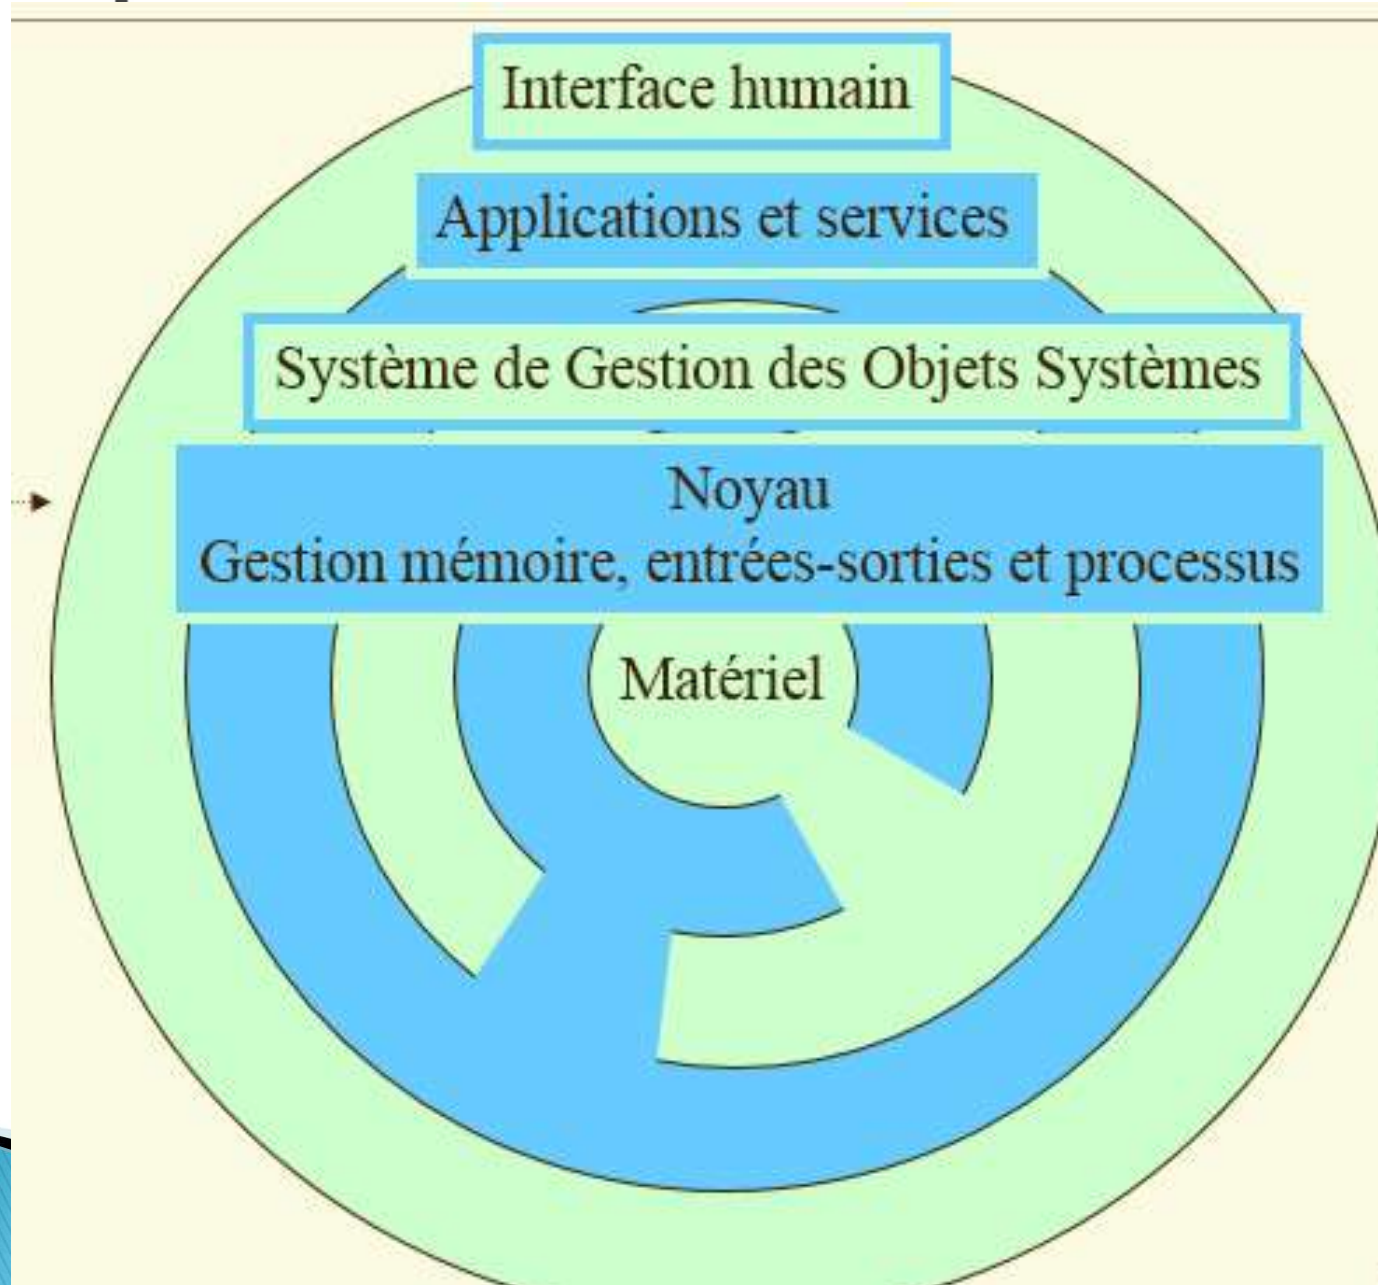 Interface humain
Applications et services
Système de Gestion des Objets Systèmes
Noyau
Gestion mémoire, entrées-sorties et processus
Matériel